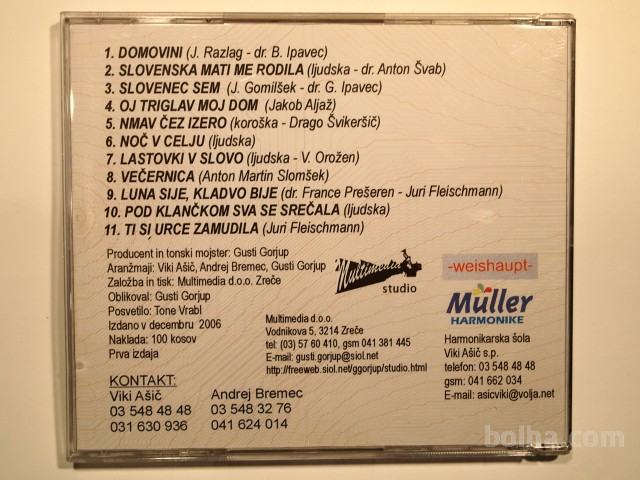 1. DOMOVINI (J. Razlag - dr. B. Ipavec)
2. SLOVENSKA MATI ME RODILA (ljudska - dr. Anton Švab)
3. SLOVENEC SEM (J. Gomilšek - dr. G. Ipavec)
4. OJ TRIGLAV MOJ DOM (Jakob Aljaž)
5. NMAV ČEZ IZERO (koroška - Drago Švikeršič)
6. NOČ V CELJU (ljudska)
7. LASTOVKI V SLOVO (ljudska - V. Orožen)
8. VEČERNICA (Anton Martin Slomšek)
9. LUNA SIJE, KLADVO BIJE (dr. France Prešeren - Juri Fleischmann)
10. POD KLANČKOM SVA SE SREČALA (ljudska)
11. TI SI URCE ZAMUDILA (Juri Fleischmann)
Producent in tonski mojster: Gusti Gorjup
Aranžmaji: Viki Ašič, Andrej Bremec, Gusti Gorjup
Založba in tisk: Multimedia d.o.o. Zreče
Oblikoval: Gusti Gorjup
Posvetilo: Tone Vrabl
Izdano v decembru 2006
Naklada: 100 kosov
Prva izdaja
Multimedia
studio
Multimedia d.o.o.
Vodnikova 5, 3214 Zreče
tel: (03) 57 60 410, gsm 041 381 445
E-mail: gusti.gorjup@siol.net
http://freeweb.siol.net/ggorjup/studio.html
-weishaupt-
Müller
HARMONIKE
Harmonikarska šola
Viki Ašič s.p.
telefon: 03 548 48 48
gsm: 041 662 034
E-mail: asicviki@volja.net
KONTAKT:
Viki Ašič
03 548 48 48
031 630 936
Andrej Bremec
03 548 32 76
041 624 014
bolha.com